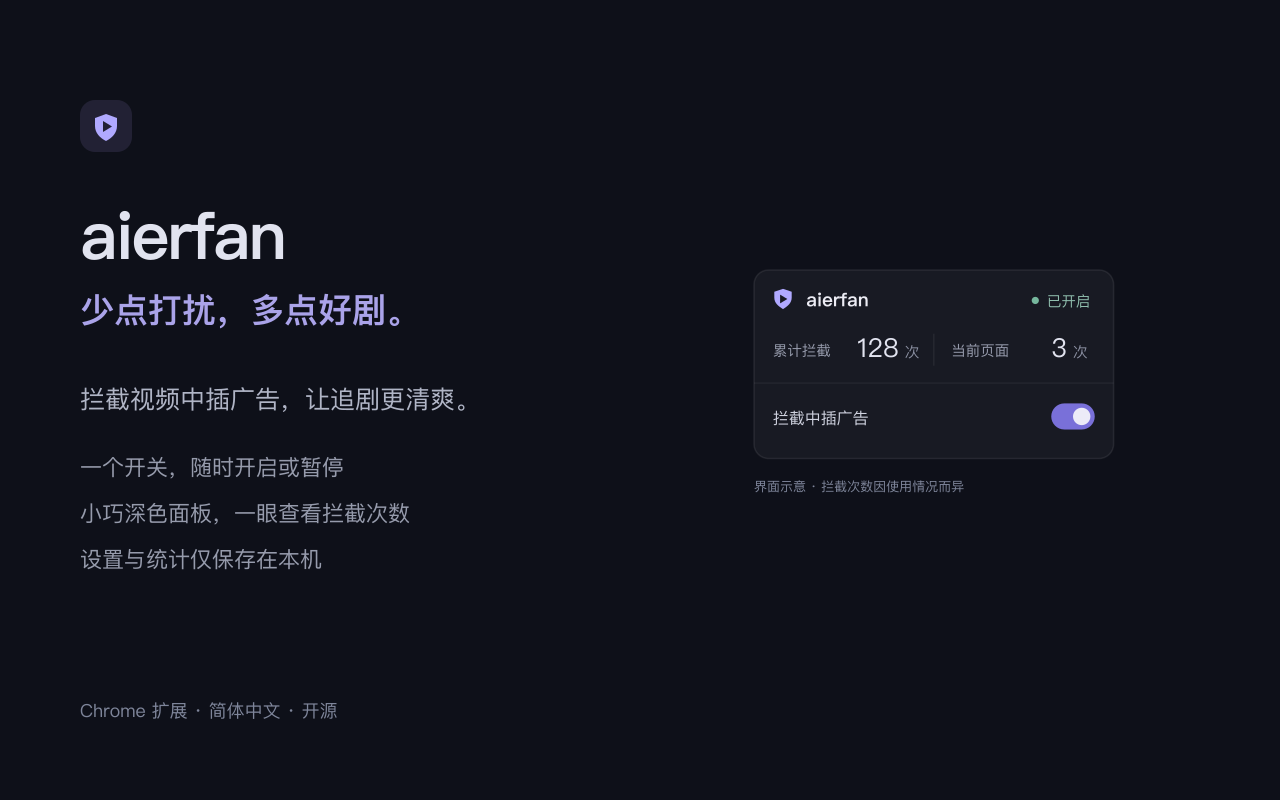 aierfan
少点打扰，多点好剧。
拦截视频中插广告，让追剧更清爽。
一个开关，随时开启或暂停
小巧深色面板，一眼查看拦截次数
设置与统计仅保存在本机
Chrome 扩展 · 简体中文 · 开源
aierfan 已开启
累计拦截 128 次 当前页面 3 次
拦截中插广告
界面示意 · 拦截次数因使用情况而异